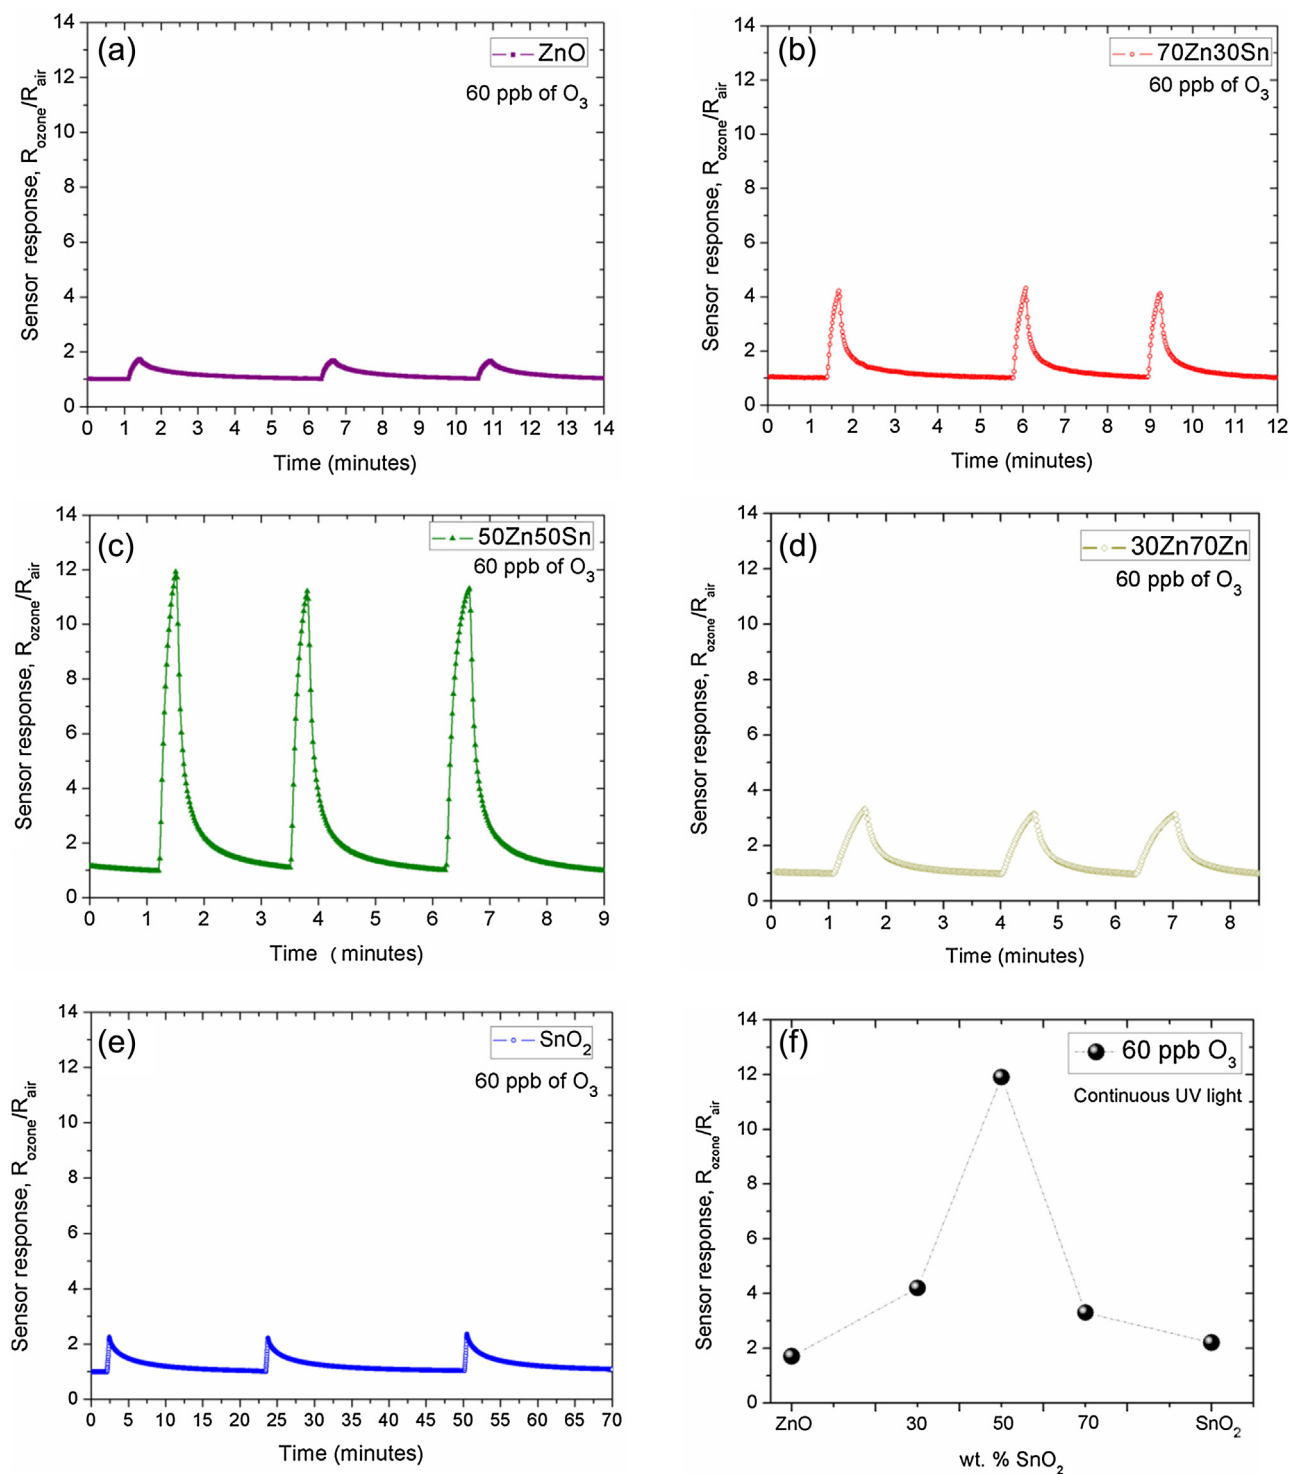 (a)
ZnO
60 ppb of O3
Sensor response, Rozone/Rair
14
12
10
8
6
4
2
0
0 1 2 3 4 5 6 7 8 9 10 11 12 13 14
Time (minutes)
(b)
70Zn30Sn
60 ppb of O3
Sensor response, Rozone/Rair
14
12
10
8
6
4
2
0
0 1 2 3 4 5 6 7 8 9 10 11 12
Time (minutes)
(c)
50Zn50Sn
60 ppb of O3
Sensor response, Rozone/Rair
14
12
10
8
6
4
2
0
0 1 2 3 4 5 6 7 8 9
Time ( minutes)
(d)
30Zn70Zn
60 ppb of O3
Sensor response, Rozone/Rair
14
12
10
8
6
4
2
0
0 1 2 3 4 5 6 7 8
Time (minutes)
(e)
SnO2
60 ppb of O3
Sensor response, Rozone/Rair
14
12
10
8
6
4
2
0
0 5 10 15 20 25 30 35 40 45 50 55 60 65 70
Time (minutes)
(f)
60 ppb O3
Continuous UV light
Sensor response, Rozone/Rair
14
12
10
8
6
4
2
0
ZnO 30 50 70 SnO2
wt. % SnO2